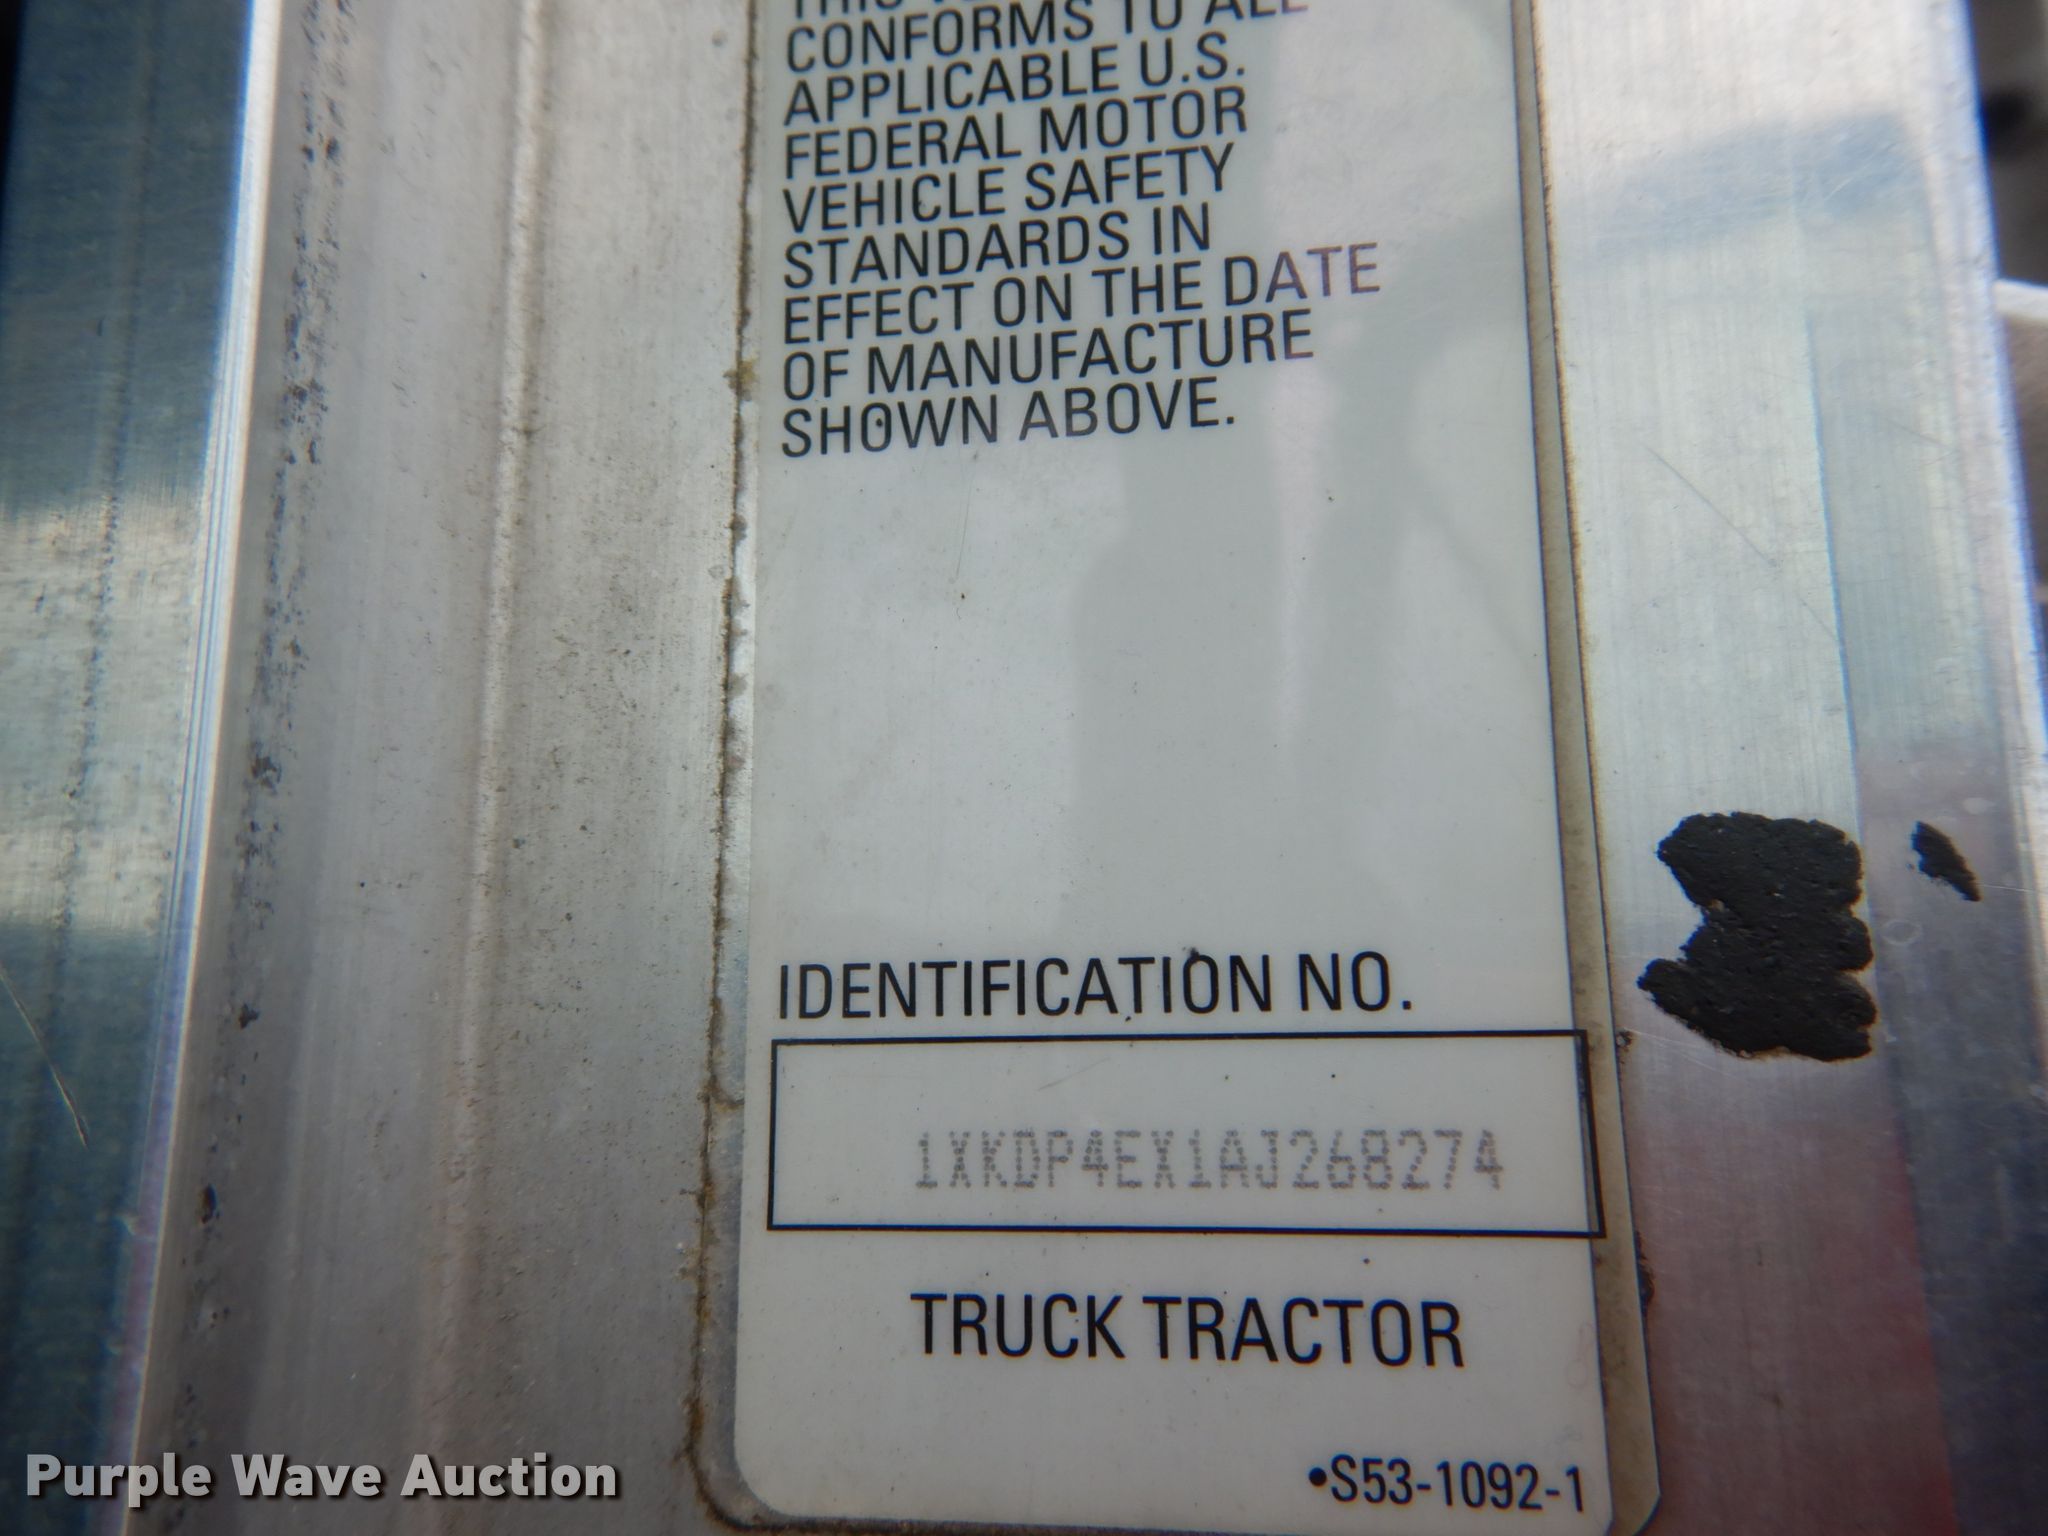 THIS
CONFORMS TO ALL
APPLICABLE U.S.
FEDERAL MOTOR
VEHICLE SAFETY
STANDARDS IN
EFFECT ON THE DATE
OF MANUFACTURE
SHOWN ABOVE.
IDENTIFICATION NO.
1XKDP4EX1AJ268274
TRUCK TRACTOR
•S53-1092-1
Purple Wave Auction